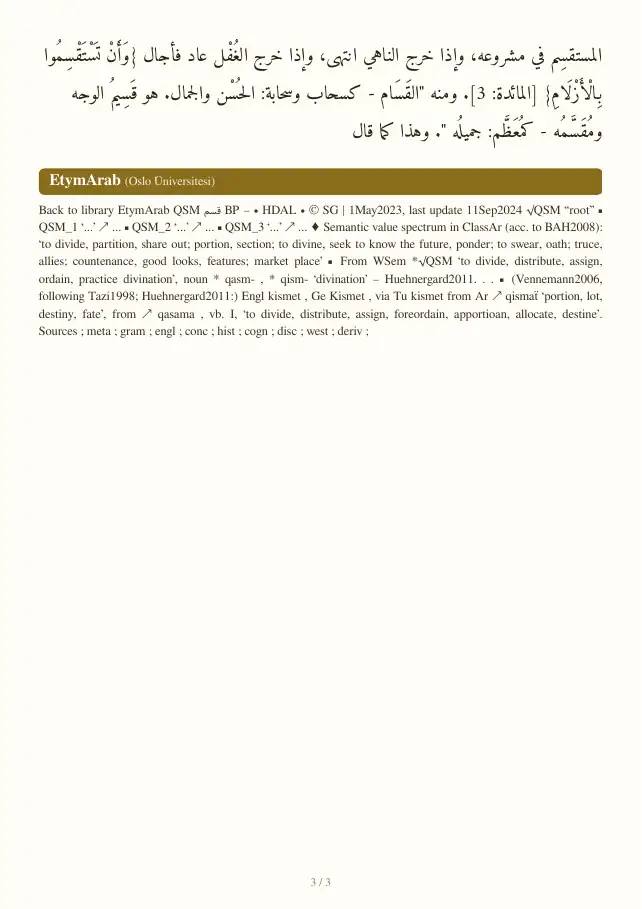 المستقسِم في مشروعه، وإذا خرج الناهي انتهى، وإذا خرج الغُفْل عاد فأجال {وَأَنْ تَسْتَقْسِمُوا
بِالْأَزْلَامِ} [المائدة: 3]. ومنه "القَسَام - كسحاب وسحابة: الحُسْن والجمال. هو قَسِيمُ الوجه
ومُقَسَّمُه - كمُعَظَّم: جميلُه ". وهذا كما قال
EtymArab (Oslo Üniversitesi)
Back to library EtymArab QSM قسم BP – • HDAL • © SG | 1May2023, last update 11Sep2024 √QSM “root” ▪
QSM_1 ‘...’ ↗ ... ▪ QSM_2 ‘...’ ↗ ... ▪ QSM_3 ‘...’ ↗ ... ♦ Semantic value spectrum in ClassAr (acc. to BAH2008):
‘to divide, partition, share out; portion, section; to divine, seek to know the future, ponder; to swear, oath; truce,
allies; countenance, good looks, features; market place’ ▪ From WSem *√QSM ‘to divide, distribute, assign,
ordain, practice divination’, noun * qasm- , * qism- ‘divination’ – Huehnergard2011. . . ▪ (Vennemann2006,
following Tazi1998; Huehnergard2011:) Engl kismet , Ge Kismet , via Tu kismet from Ar ↗ qismaẗ ‘portion, lot,
destiny, fate’, from ↗ qasama , vb. I, ‘to divide, distribute, assign, foreordain, apportioan, allocate, destine’.
Sources ; meta ; gram ; engl ; conc ; hist ; cogn ; disc ; west ; deriv ;
3 / 3